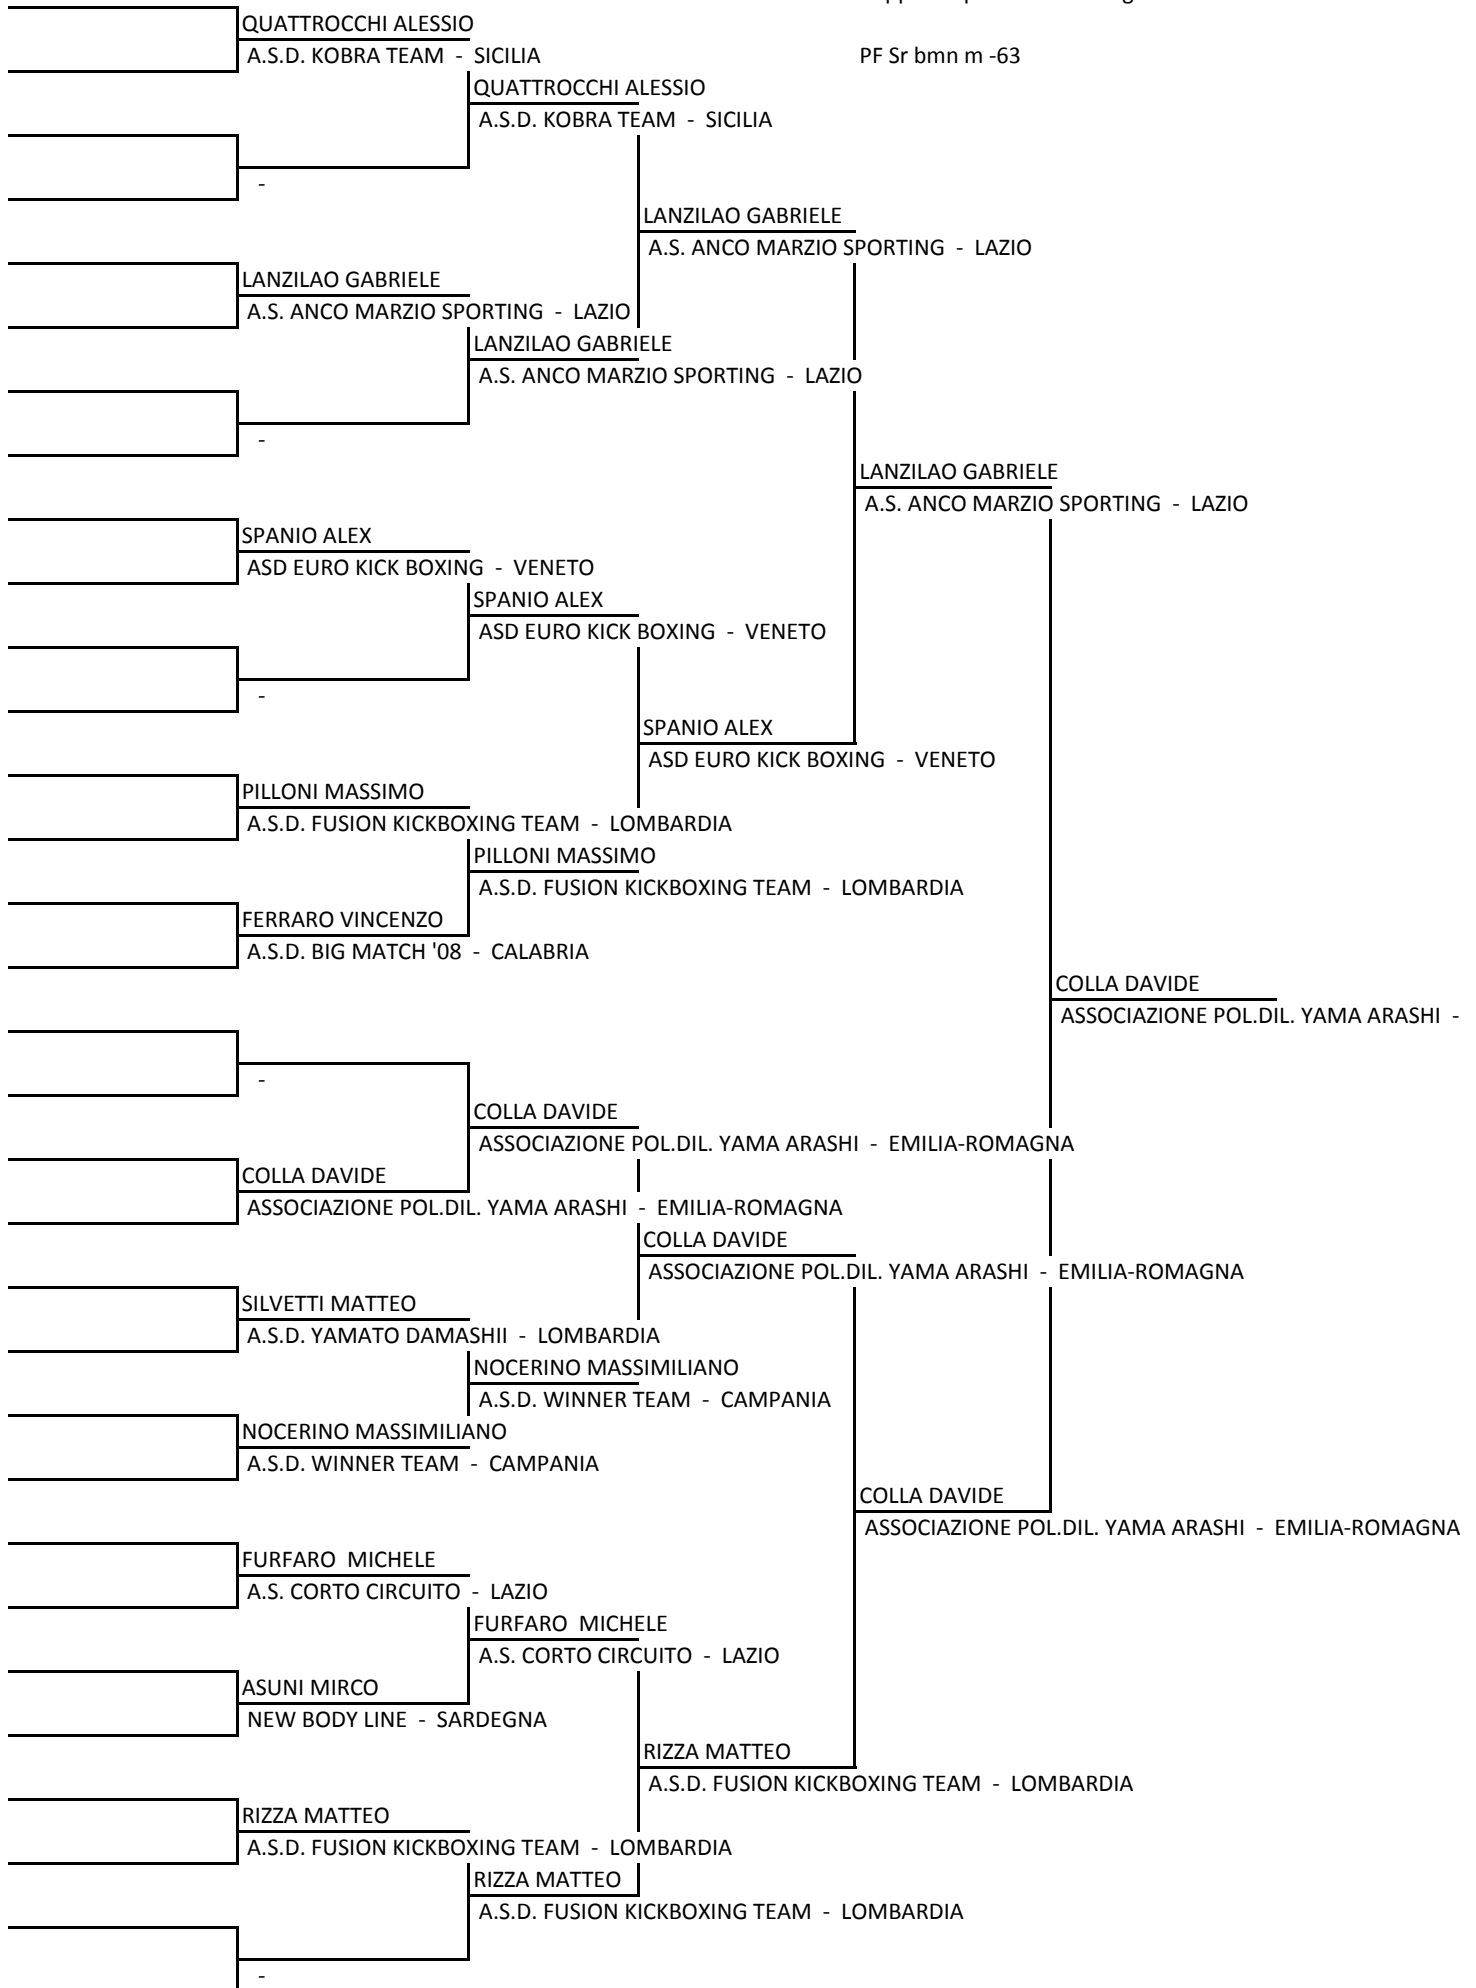 QUATTROCCHI ALESSIO
A.S.D. KOBRA TEAM - SICILIA
PF Sr bmn m -63
QUATTROCCHI ALESSIO
A.S.D. KOBRA TEAM - SICILIA
-
LANZILAO GABRIELE
A.S. ANCO MARZIO SPORTING - LAZIO
LANZILAO GABRIELE
A.S. ANCO MARZIO SPORTING - LAZIO
LANZILAO GABRIELE
A.S. ANCO MARZIO SPORTING - LAZIO
-
LANZILAO GABRIELE
A.S. ANCO MARZIO SPORTING - LAZIO
SPANIO ALEX
ASD EURO KICK BOXING - VENETO
SPANIO ALEX
ASD EURO KICK BOXING - VENETO
-
SPANIO ALEX
ASD EURO KICK BOXING - VENETO
PILLONI MASSIMO
A.S.D. FUSION KICKBOXING TEAM - LOMBARDIA
PILLONI MASSIMO
A.S.D. FUSION KICKBOXING TEAM - LOMBARDIA
FERRARO VINCENZO
A.S.D. BIG MATCH '08 - CALABRIA
COLLA DAVIDE
ASSOCIAZIONE POL.DIL. YAMA ARASHI -
-
COLLA DAVIDE
ASSOCIAZIONE POL.DIL. YAMA ARASHI - EMILIA-ROMAGNA
COLLA DAVIDE
ASSOCIAZIONE POL.DIL. YAMA ARASHI - EMILIA-ROMAGNA
COLLA DAVIDE
ASSOCIAZIONE POL.DIL. YAMA ARASHI - EMILIA-ROMAGNA
SILVETTI MATTEO
A.S.D. YAMATO DAMASHII - LOMBARDIA
NOCERINO MASSIMILIANO
A.S.D. WINNER TEAM - CAMPANIA
NOCERINO MASSIMILIANO
A.S.D. WINNER TEAM - CAMPANIA
COLLA DAVIDE
ASSOCIAZIONE POL.DIL. YAMA ARASHI - EMILIA-ROMAGNA
FURFARO  MICHELE
A.S. CORTO CIRCUITO - LAZIO
FURFARO  MICHELE
A.S. CORTO CIRCUITO - LAZIO
ASUNI MIRCO
NEW BODY LINE - SARDEGNA
RIZZA MATTEO
A.S.D. FUSION KICKBOXING TEAM - LOMBARDIA
RIZZA MATTEO
A.S.D. FUSION KICKBOXING TEAM - LOMBARDIA
RIZZA MATTEO
A.S.D. FUSION KICKBOXING TEAM - LOMBARDIA
-